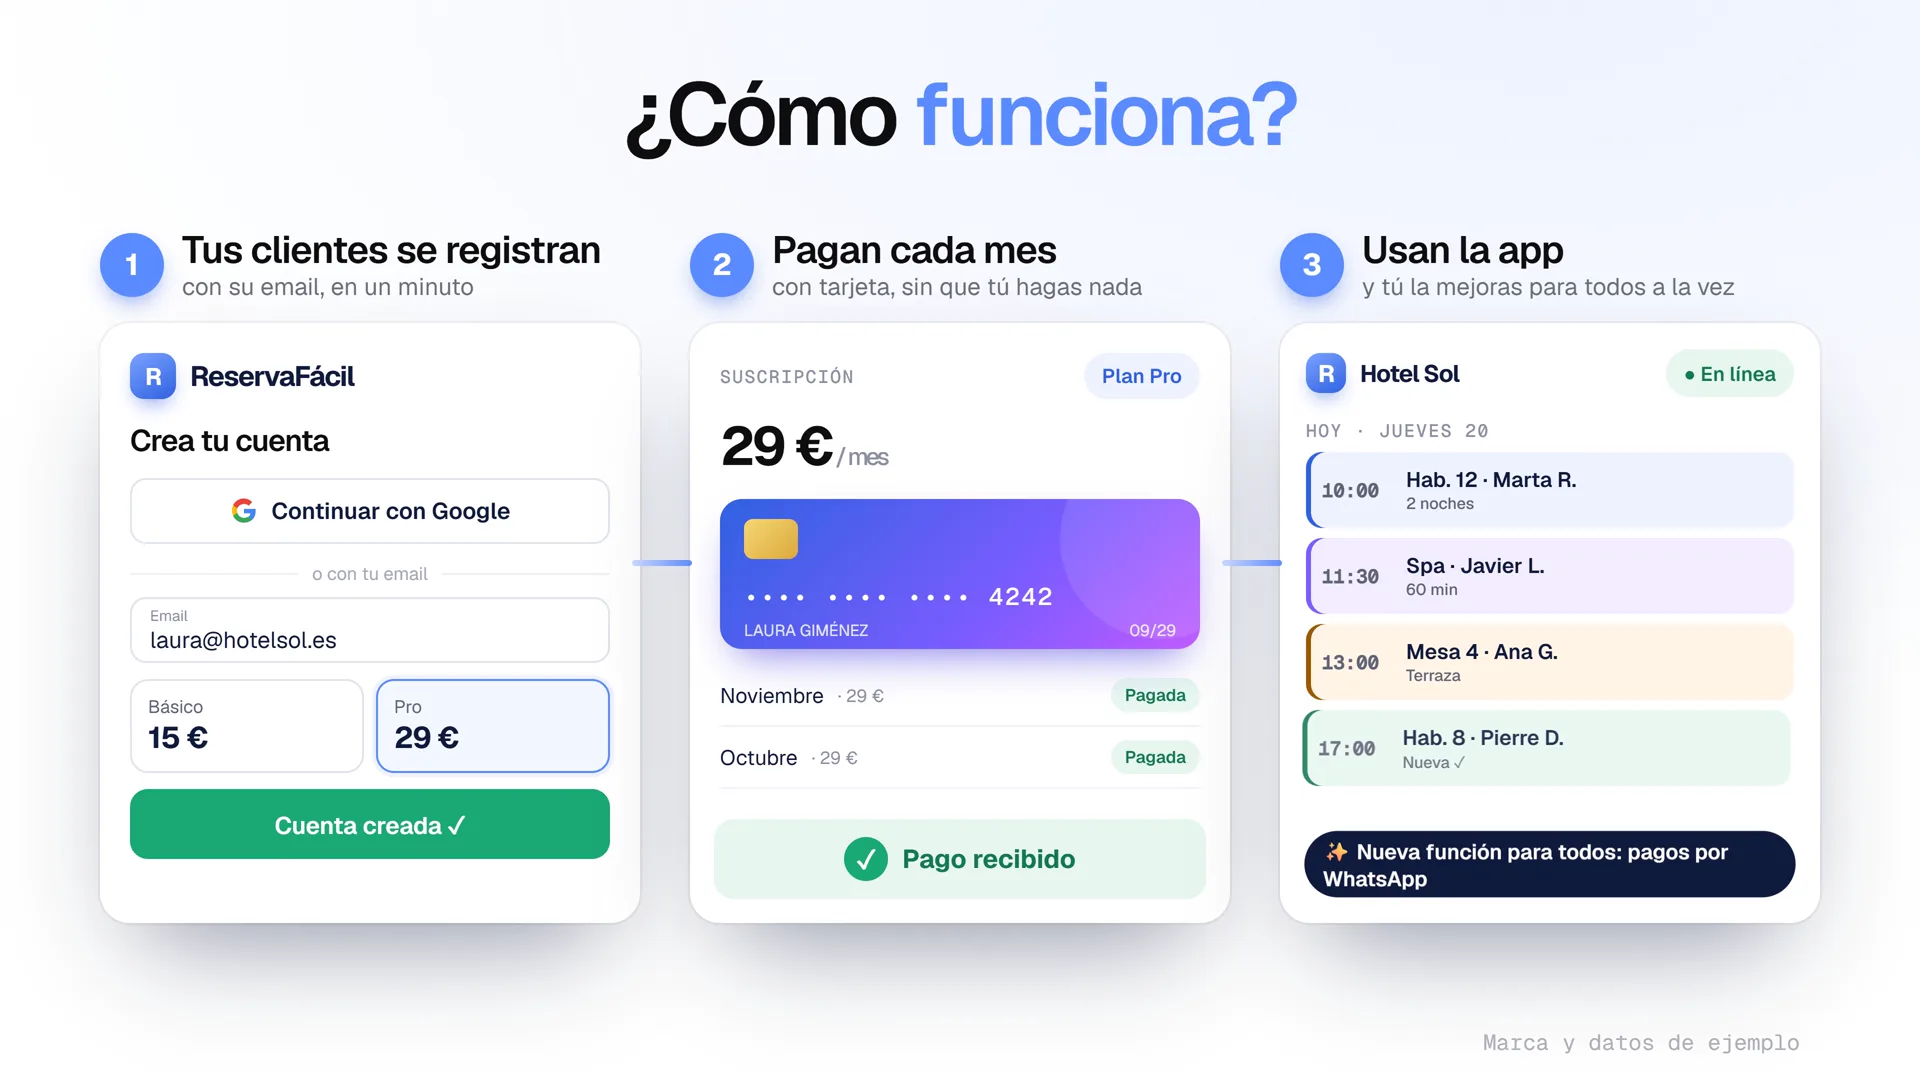 ¿Cómo funciona?
1
Tus clientes se registran
con su email, en un minuto
R
ReservaFácil
Crea tu cuenta
Continuar con Google
o con tu email
Email
laura@hotelsol.es
Básico
15 €
Pro
29 €
Cuenta creada ✓
2
Pagan cada mes
con tarjeta, sin que tú hagas nada
SUSCRIPCIÓN
Plan Pro
29 € / mes
•••• •••• •••• 4242
LAURA GIMÉNEZ
09/29
Noviembre · 29 €
Pagada
Octubre · 29 €
Pagada
✓ Pago recibido
3
Usan la app
y tú la mejoras para todos a la vez
R
Hotel Sol
● En línea
HOY · JUEVES 20
10:00
Hab. 12 · Marta R.
2 noches
11:30
Spa · Javier L.
60 min
13:00
Mesa 4 · Ana G.
Terraza
17:00
Hab. 8 · Pierre D.
Nueva ✓
✨ Nueva función para todos: pagos por
WhatsApp
Marca y datos de ejemplo